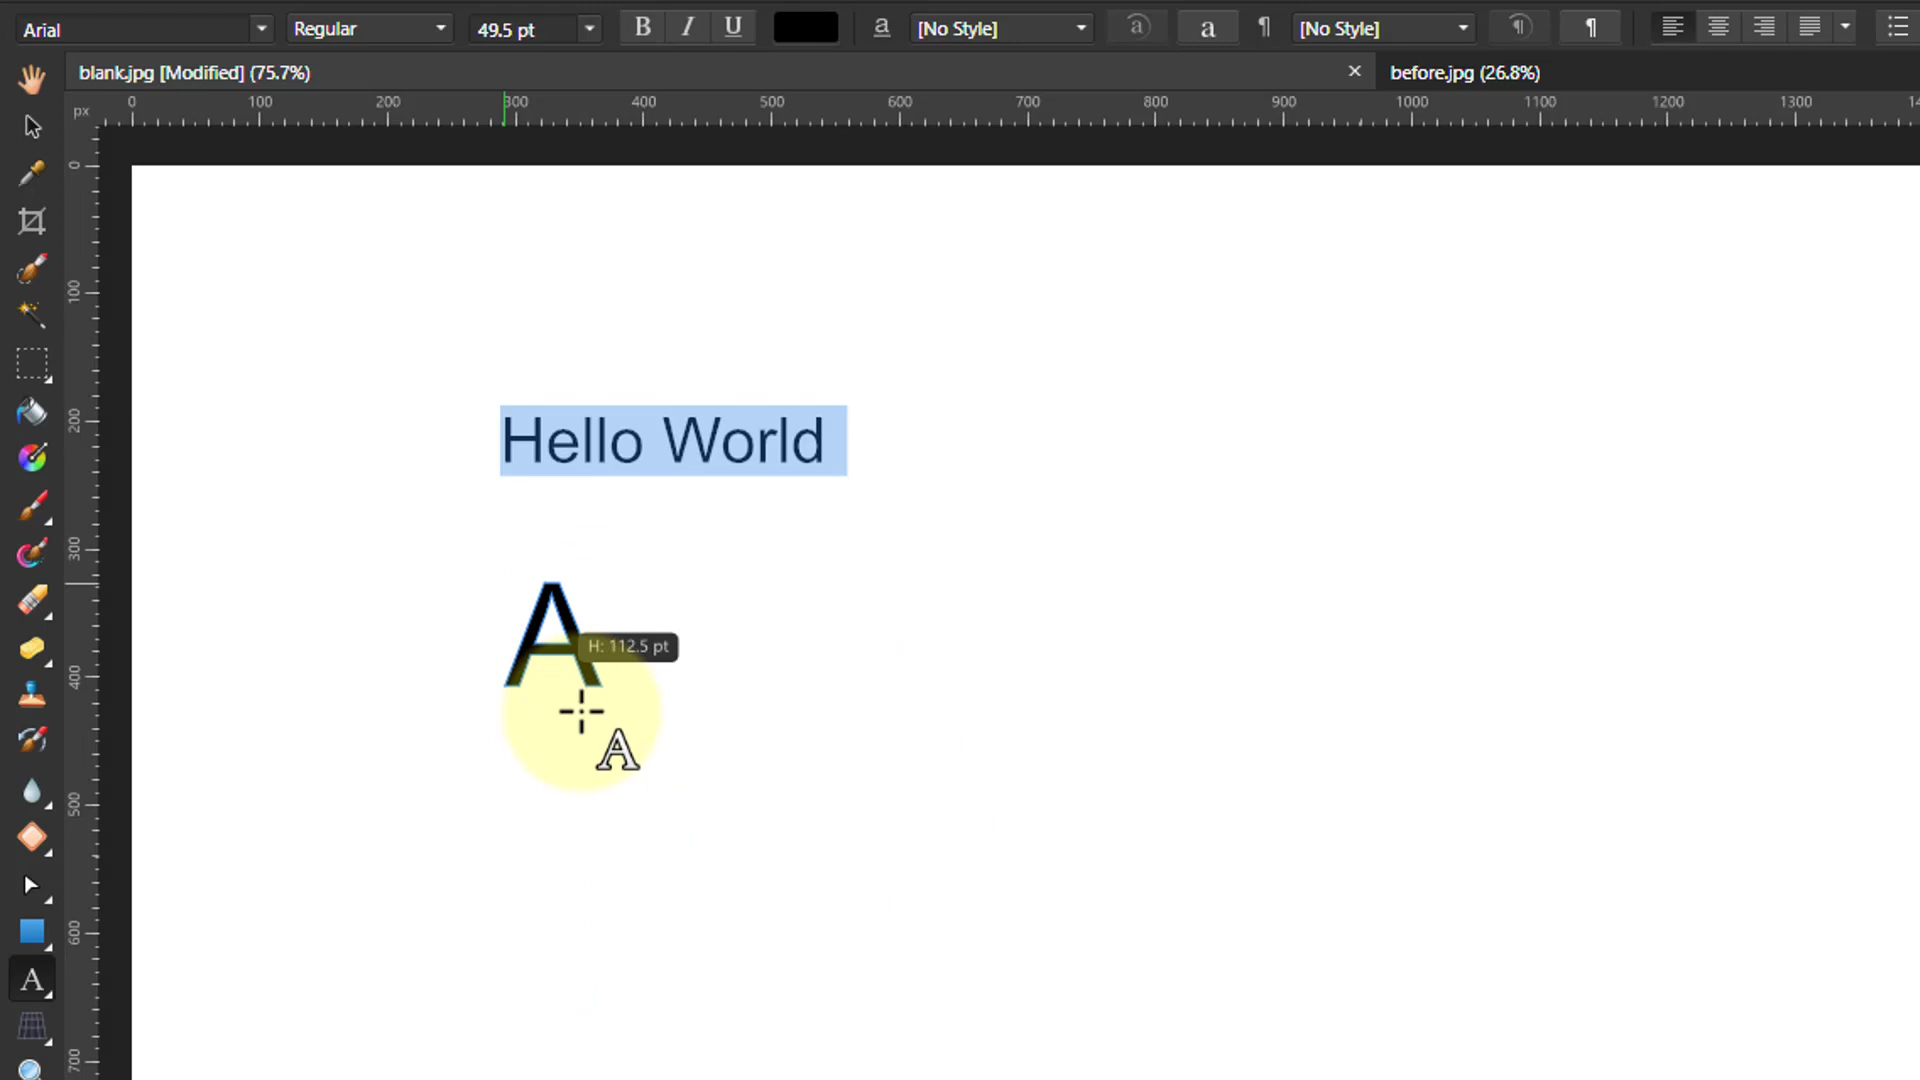 Arial Regular 49.5 pt B I U a [No Style] a a ¶ [No Style] ¶ ¶
blank.jpg [Modified] (75.7%) × before.jpg (26.8%)
px 0 100 200 300 400 500 600 700 800 900 1000 1100 1200 1300
0
100
200
Hello World
300
A
H: 112.5 pt
400
A
500
600
A
700